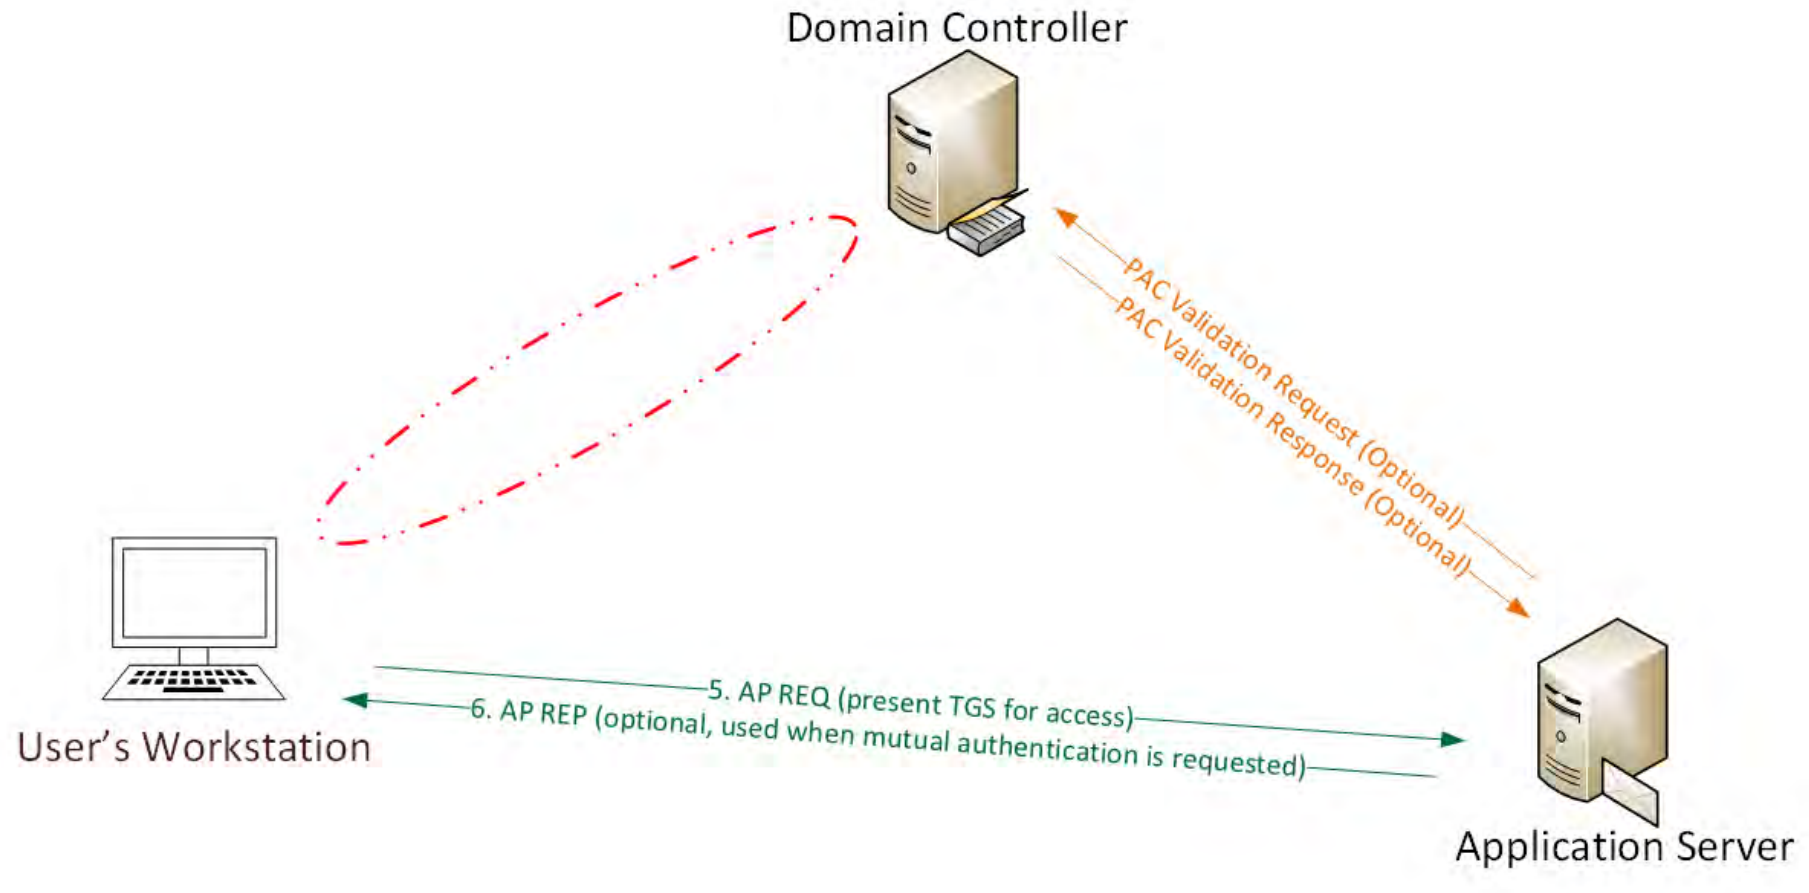 Domain Controller
PAC Validation Request (Optional)
PAC Validation Response (Optional)
5. AP REQ (present TGS for access)
6. AP REP (optional, used when mutual authentication is requested)
User’s Workstation
Application Server